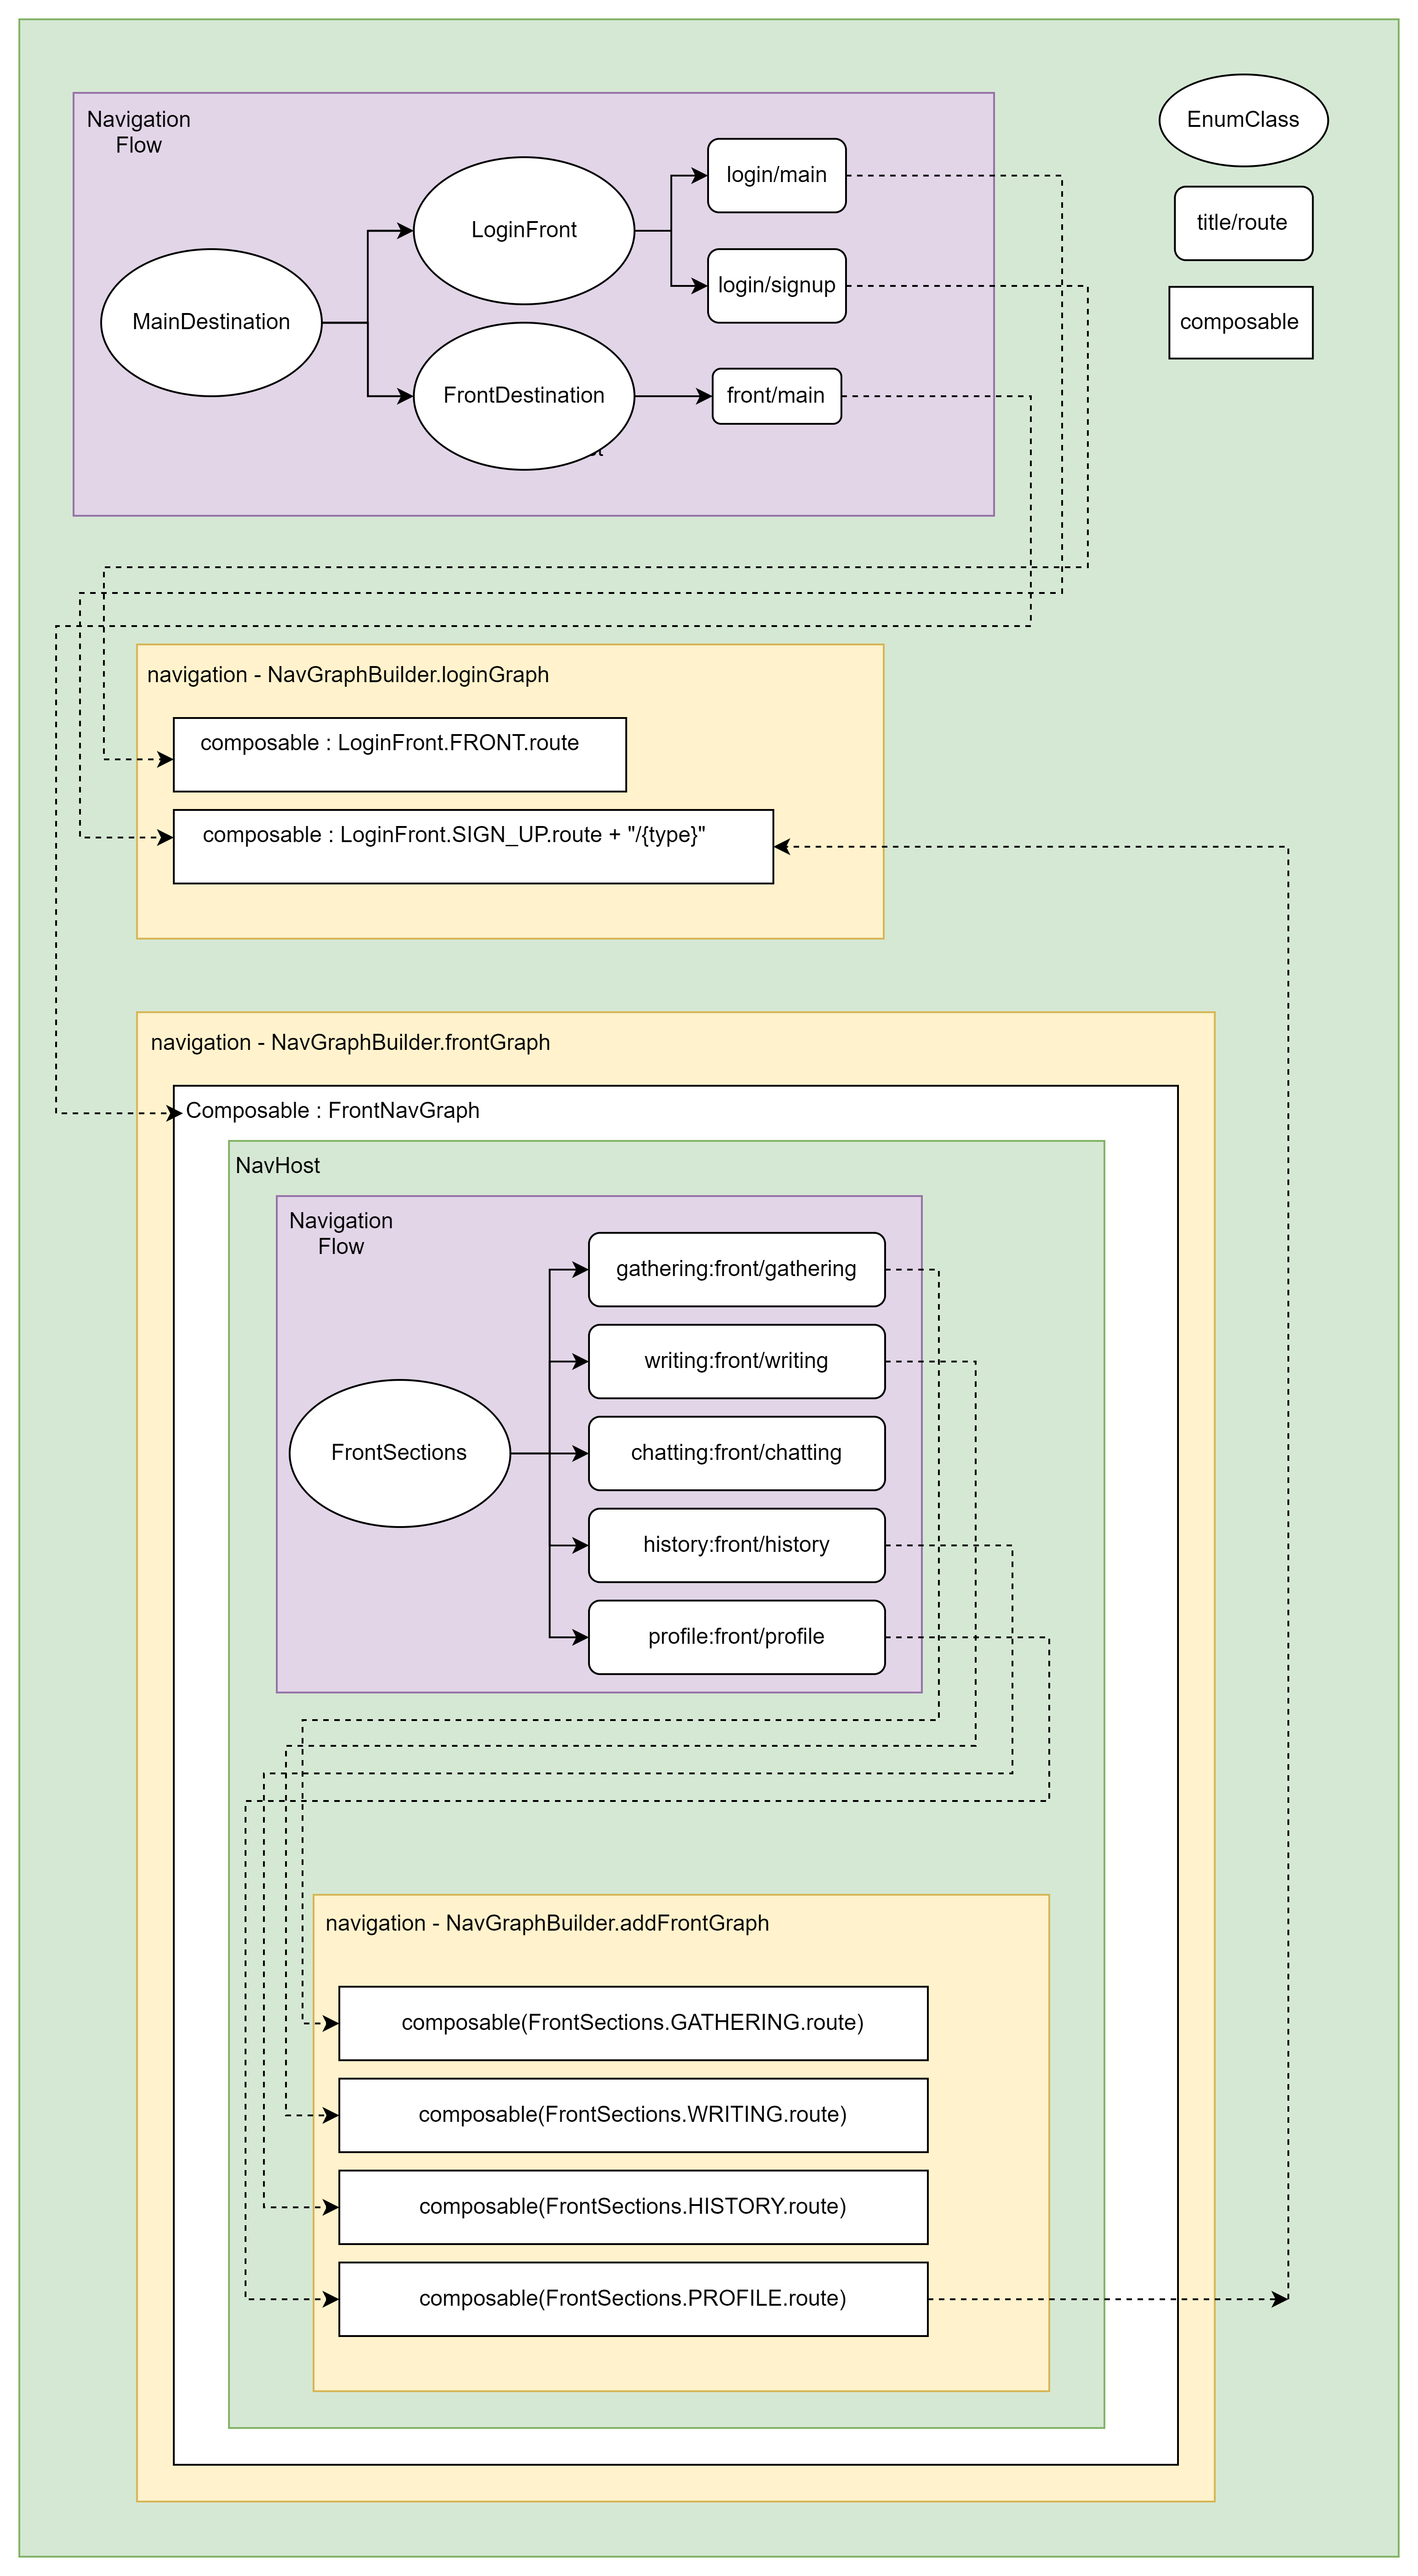 Navigation
Flow
EnumClass
title/route
composable
MainDestination
LoginFront
FrontDestination
login/main
login/signup
front/main
navigation - NavGraphBuilder.loginGraph
composable : LoginFront.FRONT.route
composable : LoginFront.SIGN_UP.route + "/{type}"
navigation - NavGraphBuilder.frontGraph
Composable : FrontNavGraph
NavHost
Navigation
Flow
FrontSections
gathering:front/gathering
writing:front/writing
chatting:front/chatting
history:front/history
profile:front/profile
navigation - NavGraphBuilder.addFrontGraph
composable(FrontSections.GATHERING.route)
composable(FrontSections.WRITING.route)
composable(FrontSections.HISTORY.route)
composable(FrontSections.PROFILE.route)